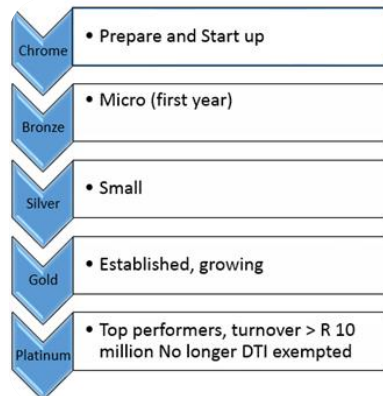 Chrome
• Prepare and Start up
Bronze
• Micro (first year)
Silver
• Small
Gold
• Established, growing
Platinum
• Top performers, turnover > R 10
million No longer DTI exempted